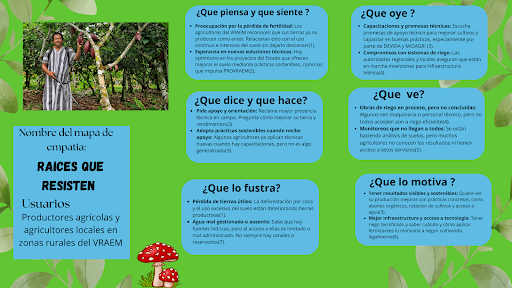 ¿Que piensa y que siente ?
Preocupación por la pérdida de fertilidad: Los
agricultores del VRAEM reconocen que sus tierras ya no
producen como antes. Relacionan esto con el uso
continuo e intensivo del suelo sin dejarlo descansar(1).
Esperanza en nuevas soluciones técnicas: Hay
optimismo en los proyectos del Estado que ofrecen
mejorar el suelo mediante prácticas sostenibles, como los
que impulsa PROVRAEM(2).
¿Que oye ?
Capacitaciones y promesas técnicas: Escucha
promesas de apoyo técnico para mejorar cultivos y
capacitar en buenas prácticas, especialmente por
parte de DEVIDA y MIDAGRI (3).
Compromisos con sistemas de riego: Las
autoridades regionales y locales aseguran que están
en marcha inversiones para infraestructura
hídrica(4).
¿Que dice y que hace?
Pide apoyo y orientación: Reclama mayor presencia
técnica en campo. Pregunta cómo mejorar su tierra y
rendimientos(3)
Adopta prácticas sostenibles cuando recibe
apoyo: Algunos agricultores ya aplican técnicas
nuevas cuando hay capacitaciones, pero no es algo
generalizado(3).
¿Que ve?
Obras de riego en proceso, pero no concluidas:
Algunos ven maquinaria o personal técnico, pero no
todos acceden aún a riego eficiente(4).
Monitoreos que no llegan a todos: Se están
haciendo análisis de suelos, pero muchos
agricultores no conocen los resultados ni tienen
acceso a estos servicios(5).
Nombre del mapa de
empatía:
RAICES QUE
RESISTEN
Usuarios
Productores agrícolas y
agricultores locales en
zonas rurales del VRAEM
¿Que lo frustra?
Pérdida de tierras útiles: La deforestación por coca
y el uso excesivo del suelo están deteriorando tierras
productivas(1).
Agua mal gestionada o ausente: Sabe que hay
fuentes hídricas, pero el acceso a ellas es limitado o
mal administrado. No siempre hay canales o
reservorios(7).
¿Que lo motiva ?
Tener resultados visibles y sostenibles: Quiere ver
su producción mejorar con prácticas concretas, como
abonos orgánicos, rotación de cultivos y acceso a
agua(3)
Mejor infraestructura y acceso a tecnología: Tener
riego tecnificado y saber cuándo y cómo aplicar
fertilizantes lo motivaría a seguir cultivando
legalmente(6).